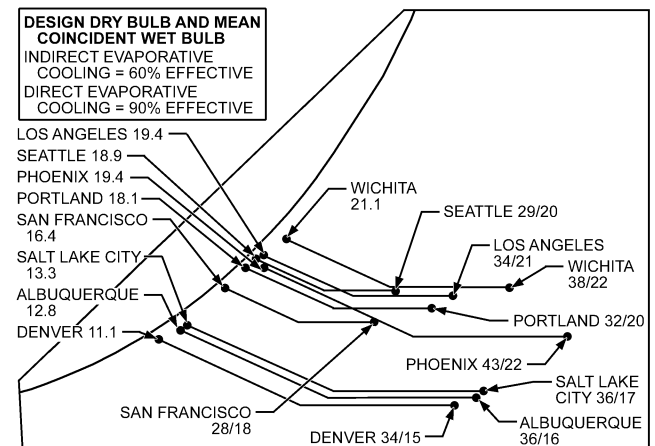 DESIGN DRY BULB AND MEAN
COINCIDENT WET BULB
INDIRECT EVAPORATIVE
COOLING = 60% EFFECTIVE
DIRECT EVAPORATIVE
COOLING = 90% EFFECTIVE
LOS ANGELES 19.4
SEATTLE 18.9
PHOENIX 19.4
PORTLAND 18.1
SAN FRANCISCO
16.4
SALT LAKE CITY
13.3
ALBUQUERQUE
12.8
DENVER 11.1
WICHITA
21.1
SEATTLE 29/20
LOS ANGELES
34/21
WICHITA
38/22
PORTLAND 32/20
PHOENIX 43/22
SALT LAKE
CITY 36/17
SAN FRANCISCO
28/18
ALBUQUERQUE
36/16
DENVER 34/15